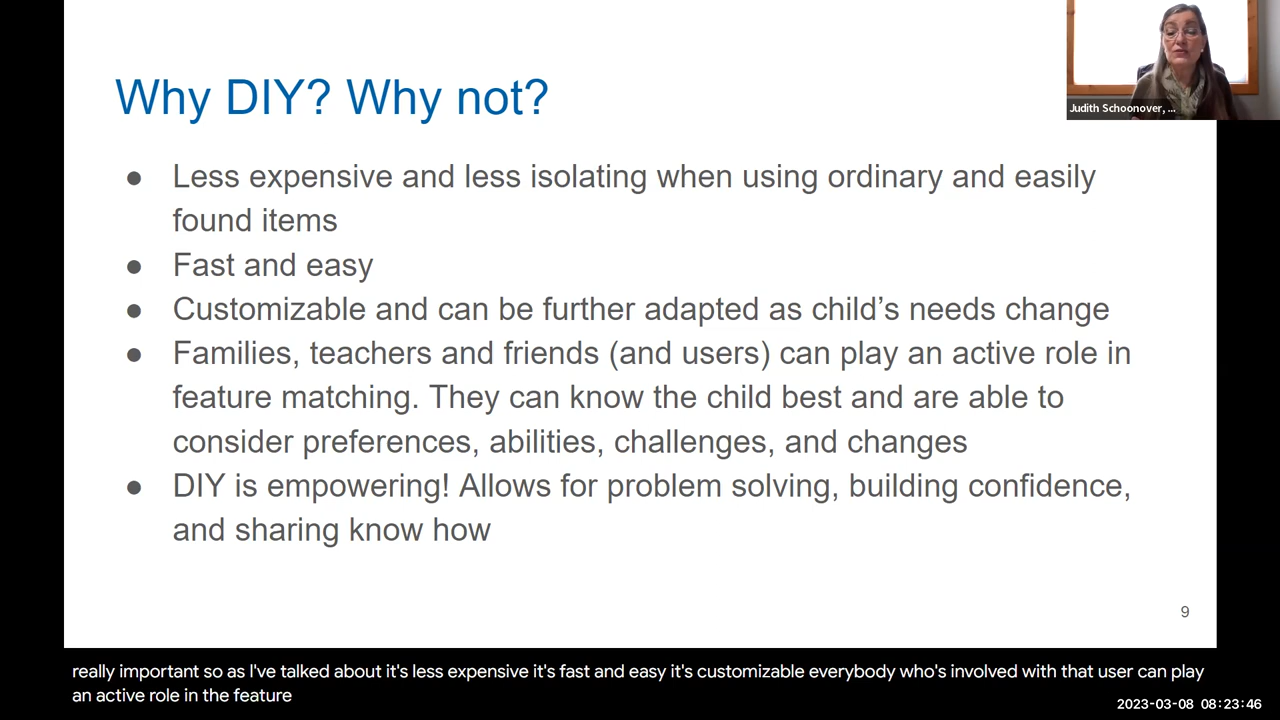 Why DIY? Why not?
Judith Schoonover, ...
● Less expensive and less isolating when using ordinary and easily
found items
● Fast and easy
● Customizable and can be further adapted as child’s needs change
● Families, teachers and friends (and users) can play an active role in
feature matching. They can know the child best and are able to
consider preferences, abilities, challenges, and changes
● DIY is empowering! Allows for problem solving, building confidence,
and sharing know how
9
really important so as I've talked about it's less expensive it's fast and easy it's customizable everybody who's involved with that user can play
an active role in the feature
2023-03-08 08:23:46